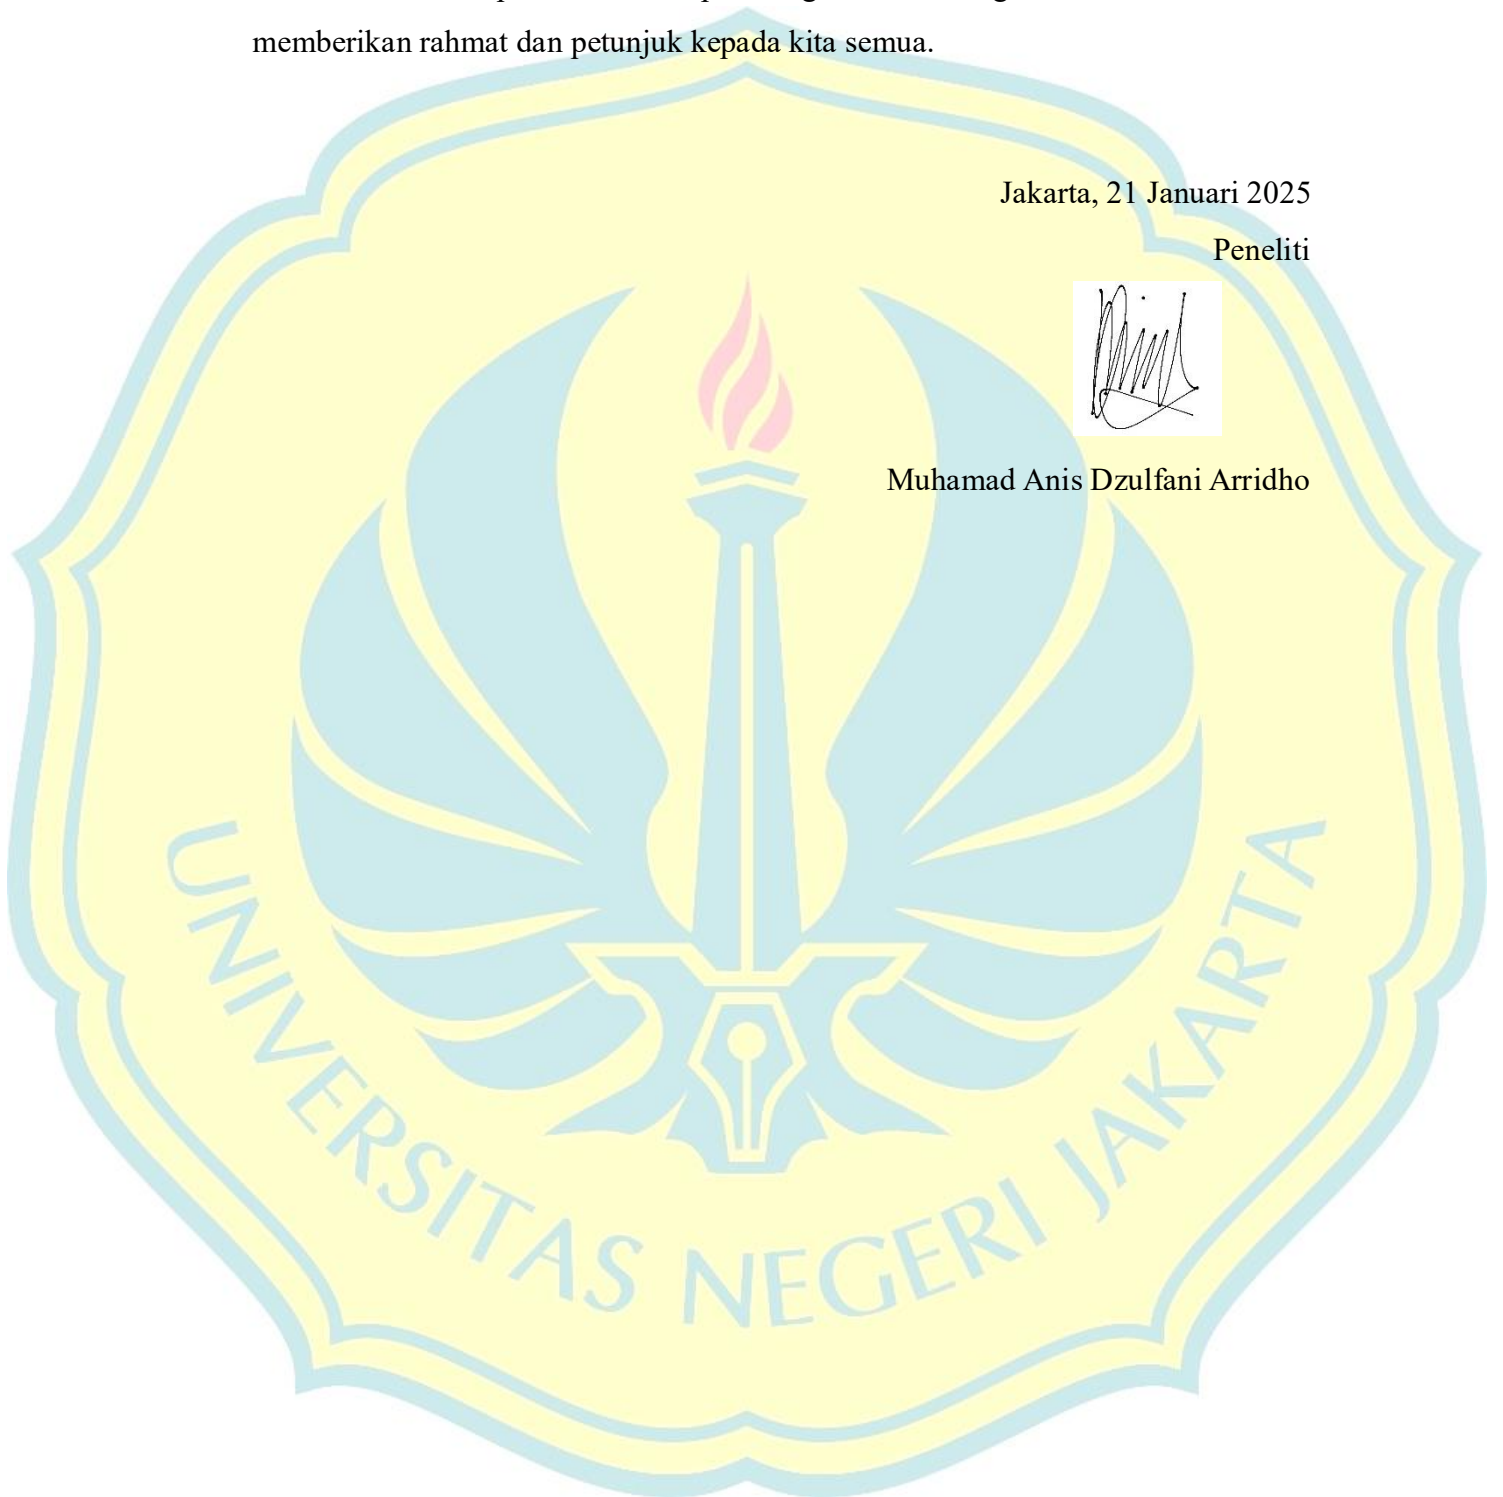 memberikan rahmat dan petunjuk kepada kita semua.
Jakarta, 21 Januari 2025
Peneliti
Muhamad Anis Dzulfani Arridho
UNIVERSITAS NEGERI JAKARTA